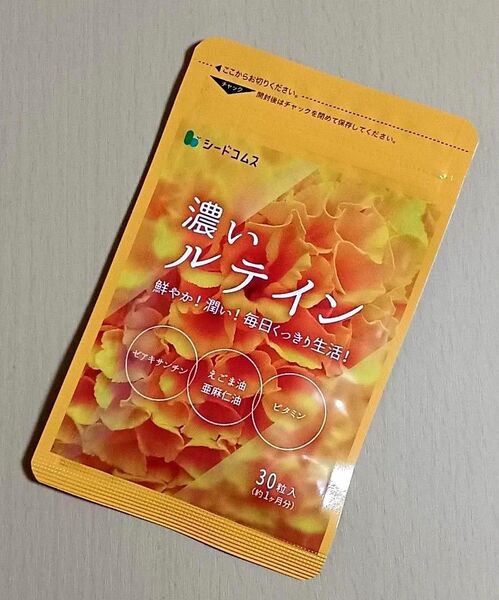 ここからお切りください。
チャック
開封後はチャックを閉めて保存してください。
シードコムス
濃い
ルテイン
鮮やか!潤い!毎日くっきり生活!
ゼアキサンチン
えごま油
亜麻仁油
ビタミン
30粒入
(約1ヶ月分)